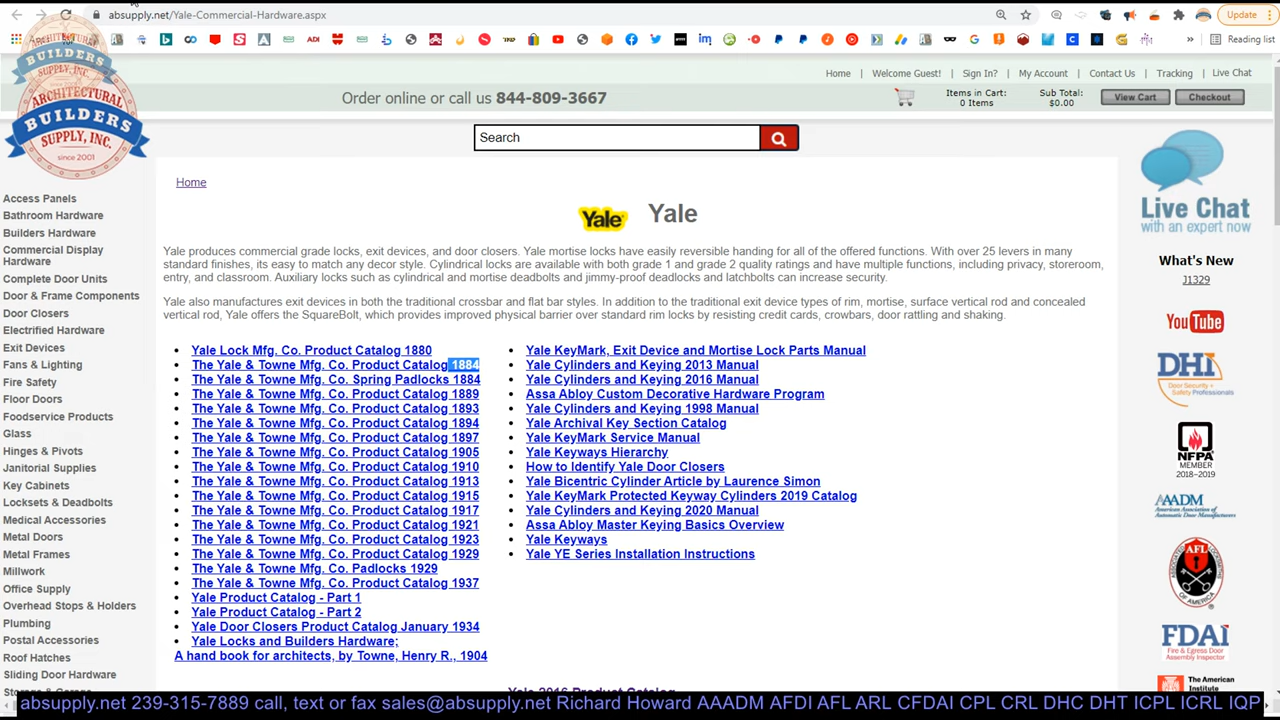 absupply.net/Yale-Commercial-Hardware.aspx
Update
Reading list
ARCHITECTURAL
BUILDERS
SUPPLY, INC.
since 2001
Home | Welcome Guest! | Sign In? | My Account | Contact Us | Tracking | Live Chat
Order online or call us 844-809-3667
Items in Cart:
0 Items
Sub Total:
$0.00
View Cart
Checkout
Search
Home
Yale
Yale
Yale produces commercial grade locks, exit devices, and door closers. Yale mortise locks have easily reversible handing for all of the offered functions. With over 25 levers in many
standard finishes, its easy to match any decor style. Cylindrical locks are available with both grade 1 and grade 2 quality ratings and have multiple functions, including privacy, storeroom,
entry, and classroom. Auxiliary locks such as cylindrical and mortise deadbolts and jimmy-proof deadlocks and latchbolts can increase security.
Yale also manufactures exit devices in both the traditional crossbar and flat bar styles. In addition to the traditional exit device types of rim, mortise, surface vertical rod and concealed
vertical rod, Yale offers the SquareBolt, which provides improved physical barrier over standard rim locks by resisting credit cards, crowbars, door rattling and shaking.
Yale Lock Mfg. Co. Product Catalog 1880
The Yale & Towne Mfg. Co. Product Catalog 1884
The Yale & Towne Mfg. Co. Spring Padlocks 1884
The Yale & Towne Mfg. Co. Product Catalog 1889
The Yale & Towne Mfg. Co. Product Catalog 1893
The Yale & Towne Mfg. Co. Product Catalog 1894
The Yale & Towne Mfg. Co. Product Catalog 1897
The Yale & Towne Mfg. Co. Product Catalog 1905
The Yale & Towne Mfg. Co. Product Catalog 1910
The Yale & Towne Mfg. Co. Product Catalog 1913
The Yale & Towne Mfg. Co. Product Catalog 1915
The Yale & Towne Mfg. Co. Product Catalog 1917
The Yale & Towne Mfg. Co. Product Catalog 1921
The Yale & Towne Mfg. Co. Product Catalog 1923
The Yale & Towne Mfg. Co. Product Catalog 1929
The Yale & Towne Mfg. Co. Padlocks 1929
The Yale & Towne Mfg. Co. Product Catalog 1937
Yale Product Catalog - Part 1
Yale Product Catalog - Part 2
Yale Door Closers Product Catalog January 1934
Yale Locks and Builders Hardware;
A hand book for architects, by Towne, Henry R., 1904
Yale KeyMark, Exit Device and Mortise Lock Parts Manual
Yale Cylinders and Keying 2013 Manual
Yale Cylinders and Keying 2016 Manual
Assa Abloy Custom Decorative Hardware Program
Yale Cylinders and Keying 1998 Manual
Yale Archival Key Section Catalog
Yale KeyMark Service Manual
Yale Keyways Hierarchy
How to Identify Yale Door Closers
Yale Bicentric Cylinder Article by Laurence Simon
Yale KeyMark Protected Keyway Cylinders 2019 Catalog
Yale Cylinders and Keying 2020 Manual
Assa Abloy Master Keying Basics Overview
Yale Keyways
Yale YE Series Installation Instructions
Yale 2016 Product Catalog
Access Panels
Bathroom Hardware
Builders Hardware
Commercial Display
Hardware
Complete Door Units
Door & Frame Components
Door Closers
Electrified Hardware
Exit Devices
Fans & Lighting
Fire Safety
Floor Doors
Foodservice Products
Glass
Hinges & Pivots
Janitorial Supplies
Key Cabinets
Locksets & Deadbolts
Medical Accessories
Metal Doors
Metal Frames
Millwork
Office Supply
Overhead Stops & Holders
Plumbing
Postal Accessories
Roof Hatches
Sliding Door Hardware
Live Chat
with an expert now
What's New
J1329
YouTube
DHI
Door Security +
Safety Professionals
NFPA
MEMBER
2018–2019
AADM
American Association of
Automatic Door Manufacturers
AFL
FDAI
Fire & Egress Door
Assembly Inspector
The American
Institute
absupply.net 239-315-7889 call, text or fax sales@absupply.net Richard Howard AAADM AFDI AFL ARL CFDAI CPL CRL DHC DHT ICPL ICRL IQP